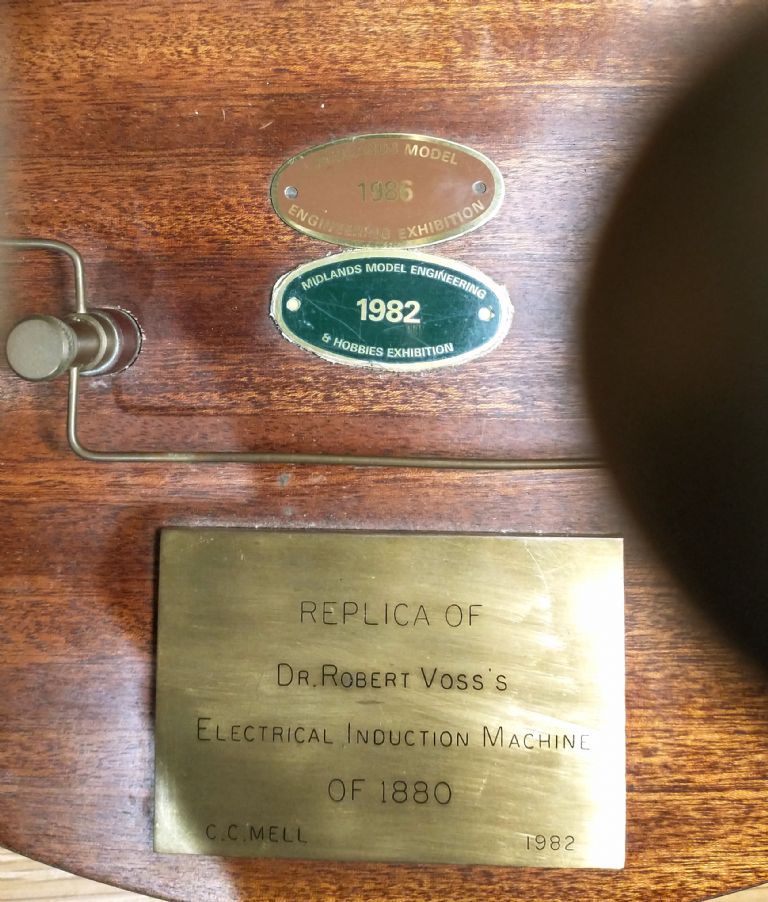 MIDLANDS MODEL
1986
ENGINEERING EXHIBITION
MIDLANDS MODEL ENGINEERING
1982
& HOBBIES EXHIBITION
REPLICA OF
DR. ROBERT VOSS'S
ELECTRICAL INDUCTION MACHINE
OF 1880
C.C. MELL 1982